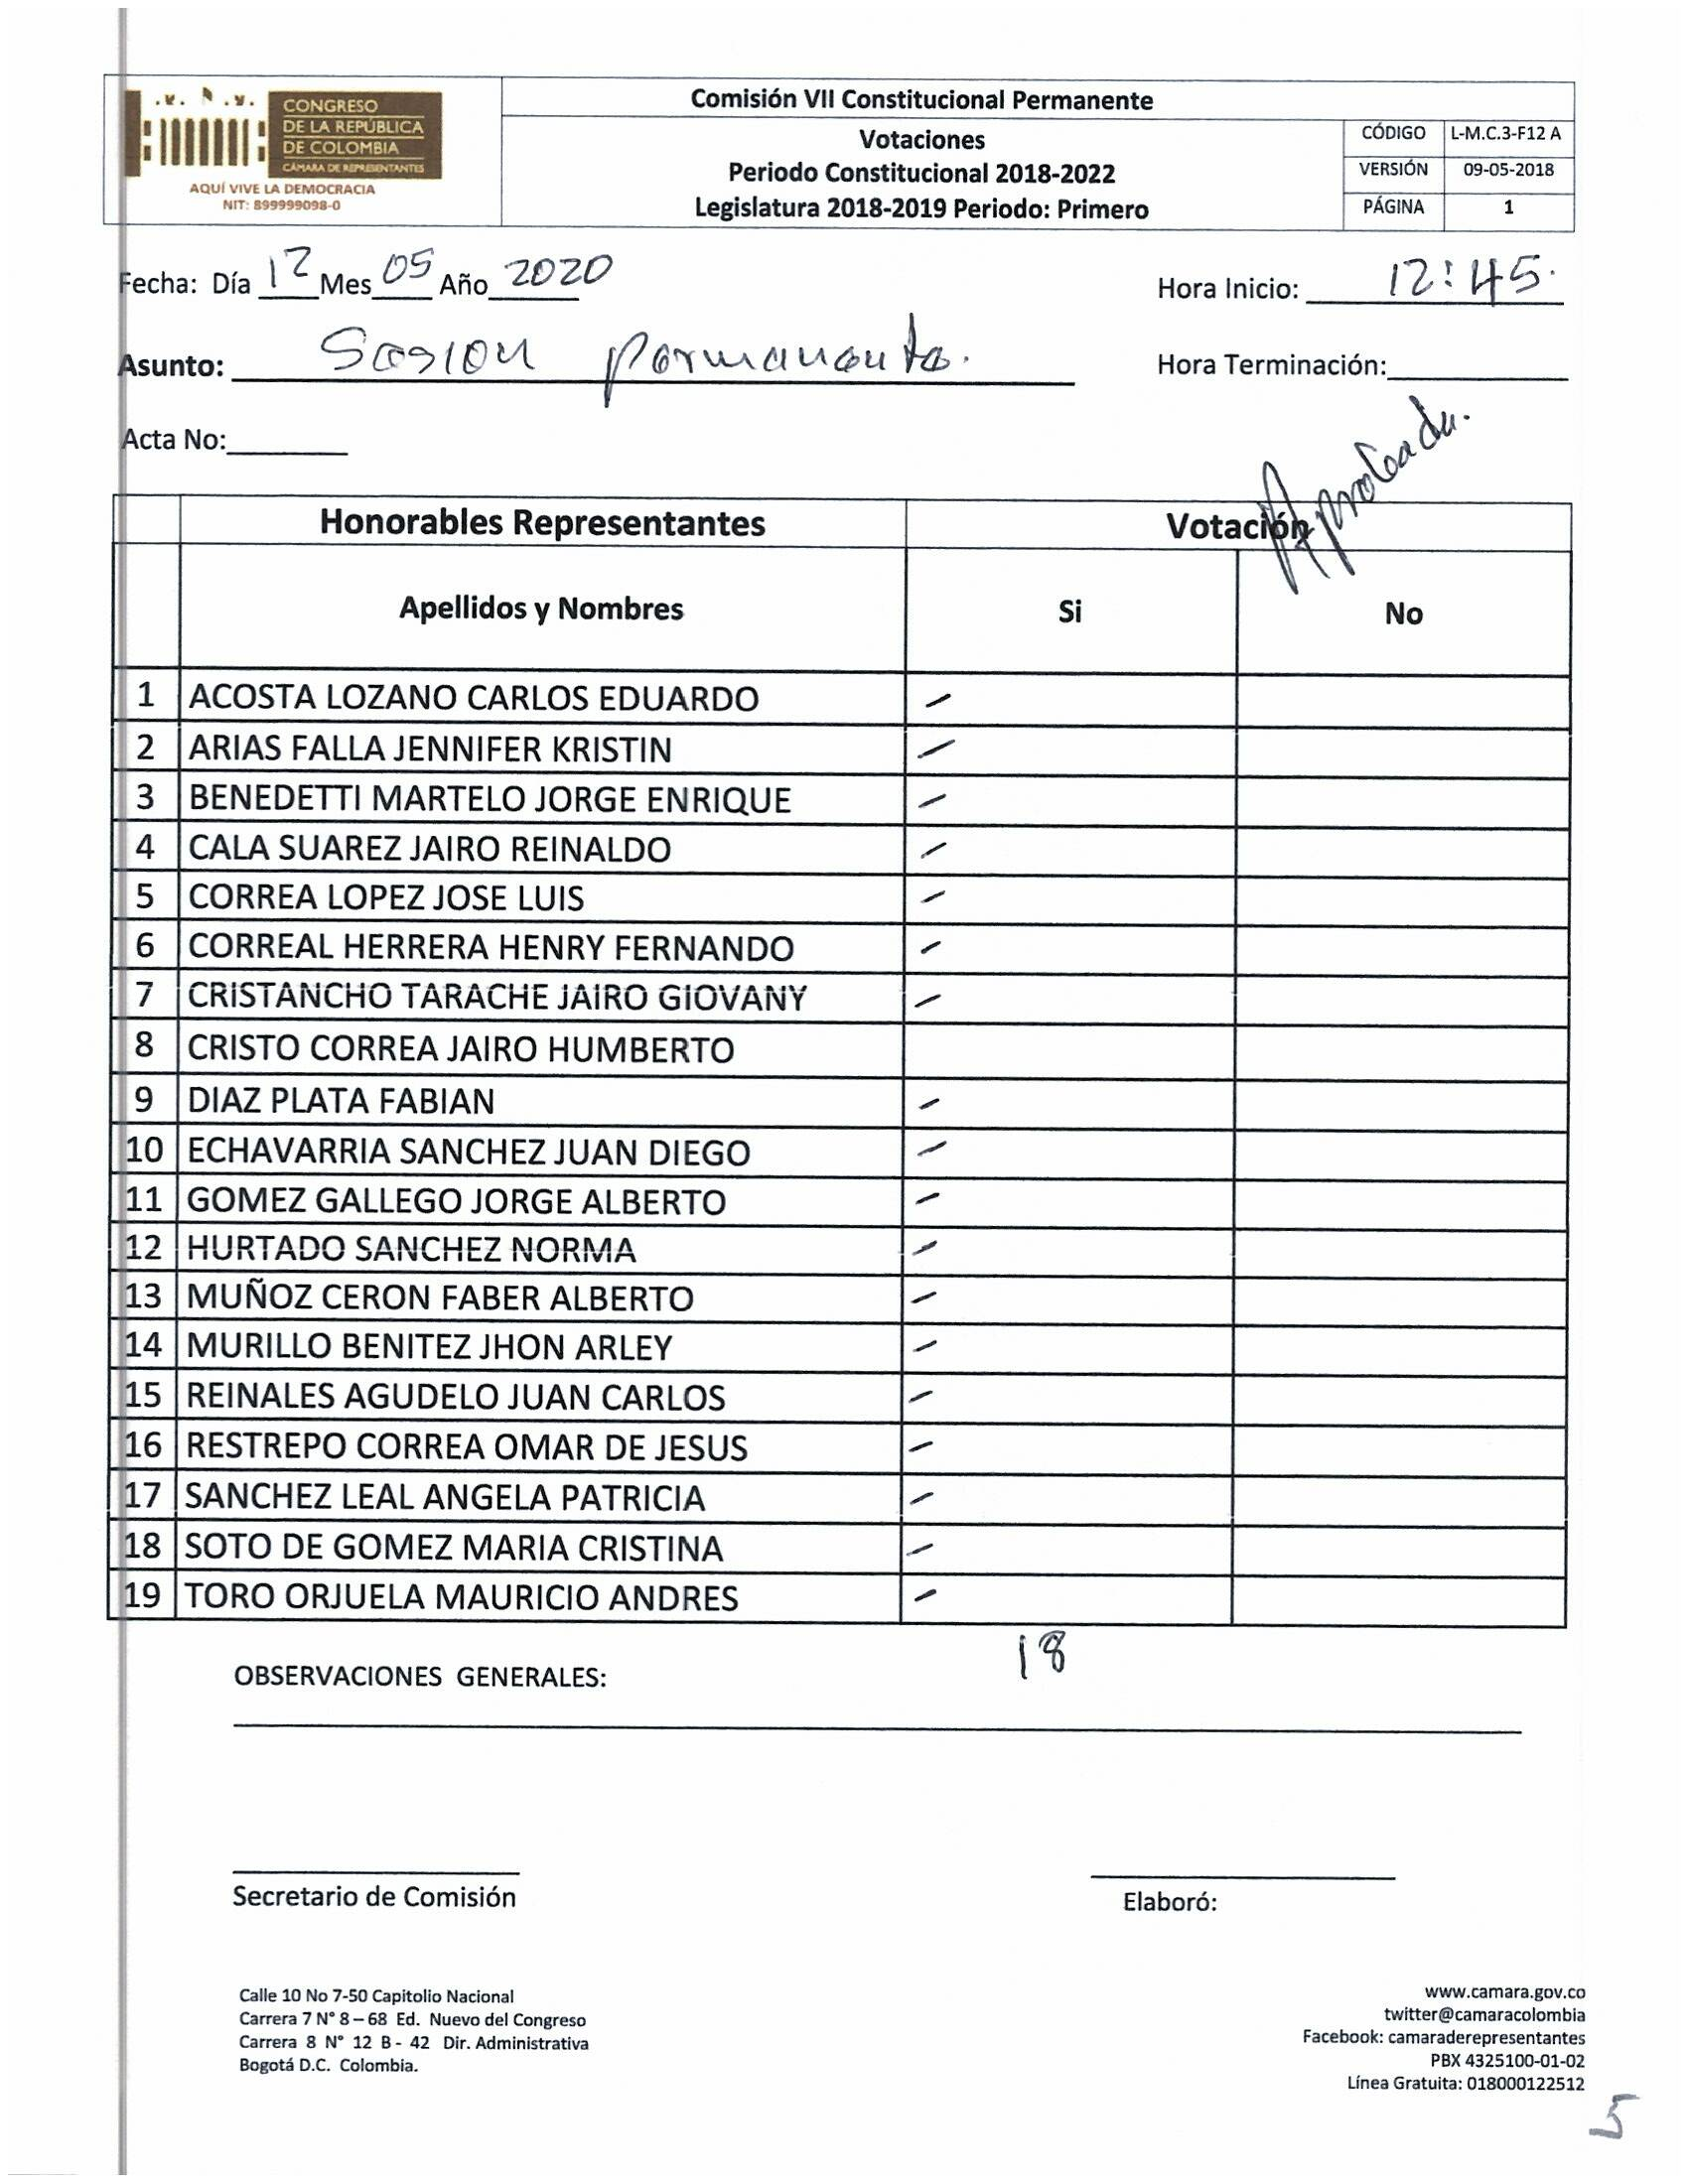 CONGRESO
DE LA REPÚBLICA
DE COLOMBIA
CÁMARA DE REPRESENTANTES
AQUÍ VIVE LA DEMOCRACIA
NIT: 899999098-0
Comisión VII Constitucional Permanente
Votaciones
Periodo Constitucional 2018-2022
Legislatura 2018-2019 Periodo: Primero
CÓDIGO L-M.C.3-F12 A
VERSIÓN 09-05-2018
PÁGINA 1
Fecha: Día 12 Mes 05 Año 2020 Hora Inicio: 12:45.
Asunto: Sesion permanente. Hora Terminación:
Acta No:
Aprobada.
Honorables Representantes Votación
Apellidos y Nombres Si No
1 ACOSTA LOZANO CARLOS EDUARDO –
2 ARIAS FALLA JENNIFER KRISTIN –
3 BENEDETTI MARTELO JORGE ENRIQUE –
4 CALA SUAREZ JAIRO REINALDO –
5 CORREA LOPEZ JOSE LUIS –
6 CORREAL HERRERA HENRY FERNANDO –
7 CRISTANCHO TARACHE JAIRO GIOVANY –
8 CRISTO CORREA JAIRO HUMBERTO
9 DIAZ PLATA FABIAN –
10 ECHAVARRIA SANCHEZ JUAN DIEGO –
11 GOMEZ GALLEGO JORGE ALBERTO –
12 HURTADO SANCHEZ NORMA –
13 MUÑOZ CERON FABER ALBERTO –
14 MURILLO BENITEZ JHON ARLEY –
15 REINALES AGUDELO JUAN CARLOS –
16 RESTREPO CORREA OMAR DE JESUS –
17 SANCHEZ LEAL ANGELA PATRICIA –
18 SOTO DE GOMEZ MARIA CRISTINA –
19 TORO ORJUELA MAURICIO ANDRES –
18
OBSERVACIONES GENERALES:
Secretario de Comisión
Elaboró:
Calle 10 No 7-50 Capitolio Nacional
Carrera 7 N° 8 – 68 Ed. Nuevo del Congreso
Carrera 8 N° 12 B - 42 Dir. Administrativa
Bogotá D.C. Colombia.
www.camara.gov.co
twitter@camaracolombia
Facebook: camaraderepresentantes
PBX 4325100-01-02
Línea Gratuita: 018000122512
5